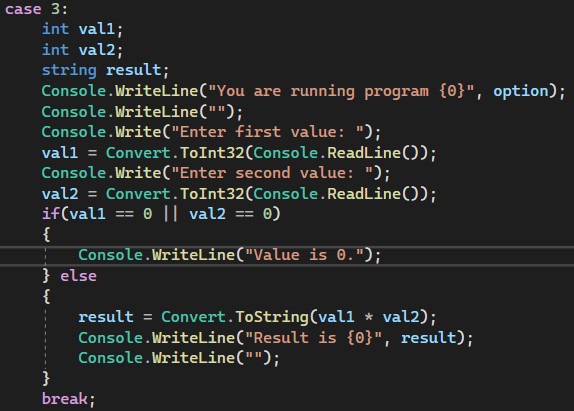 case 3:
    int val1;
    int val2;
    string result;
    Console.WriteLine("You are running program {0}", option);
    Console.WriteLine("");
    Console.Write("Enter first value: ");
    val1 = Convert.ToInt32(Console.ReadLine());
    Console.Write("Enter second value: ");
    val2 = Convert.ToInt32(Console.ReadLine());
    if(val1 == 0 || val2 == 0)
    {
        Console.WriteLine("Value is 0.");
    } else
    {
        result = Convert.ToString(val1 * val2);
        Console.WriteLine("Result is {0}", result);
        Console.WriteLine("");
    }
    break;